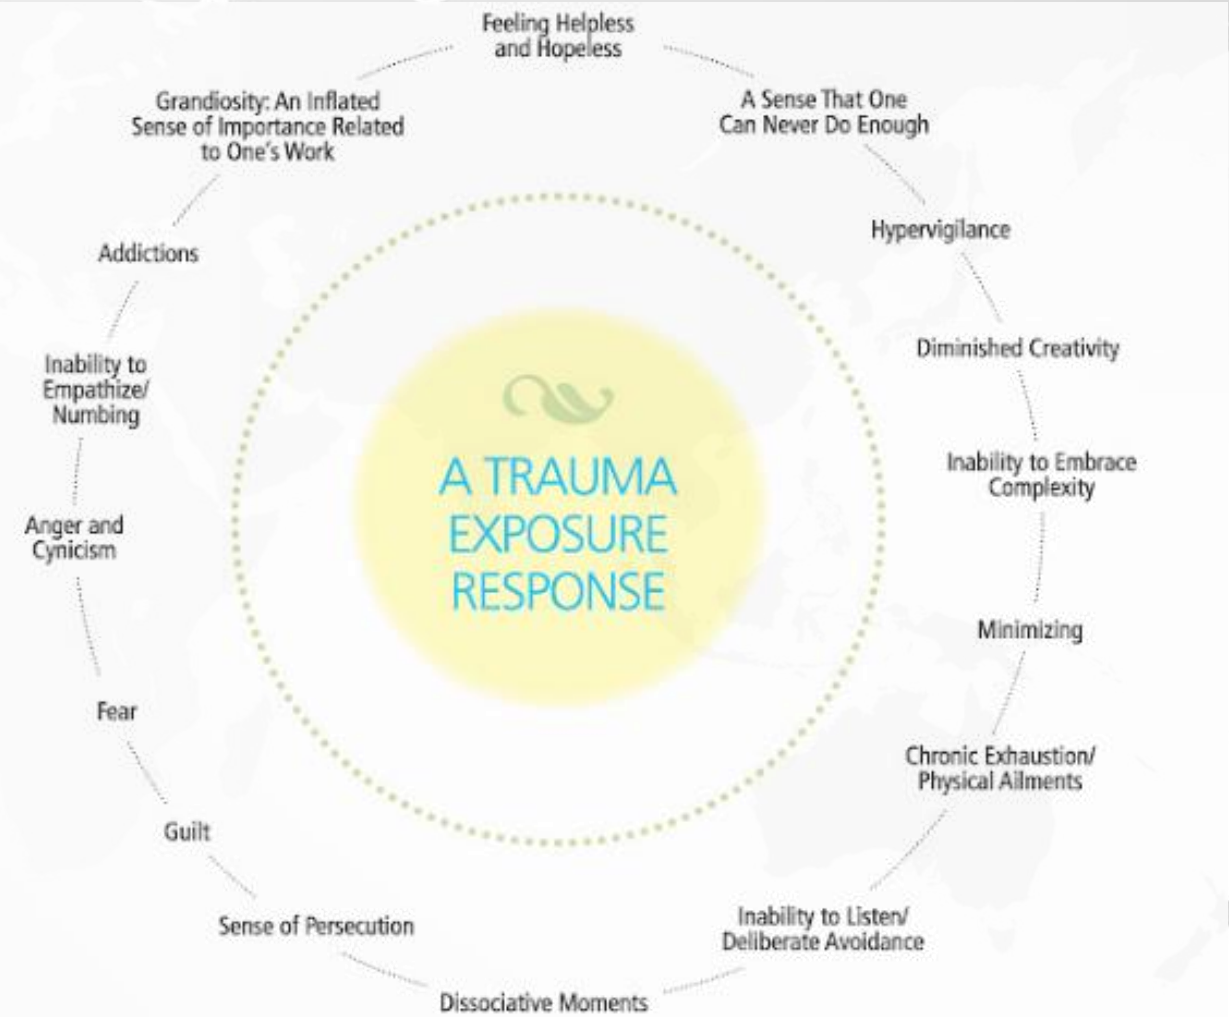 Feeling Helpless
and Hopeless
A Sense That One
Can Never Do Enough
Hypervigilance
Diminished Creativity
Inability to Embrace
Complexity
Minimizing
Chronic Exhaustion/
Physical Ailments
Inability to Listen/
Deliberate Avoidance
Dissociative Moments
Sense of Persecution
Guilt
Fear
Anger and
Cynicism
Inability to
Empathize/
Numbing
Addictions
Grandiosity: An Inflated
Sense of Importance Related
to One's Work
A TRAUMA
EXPOSURE
RESPONSE